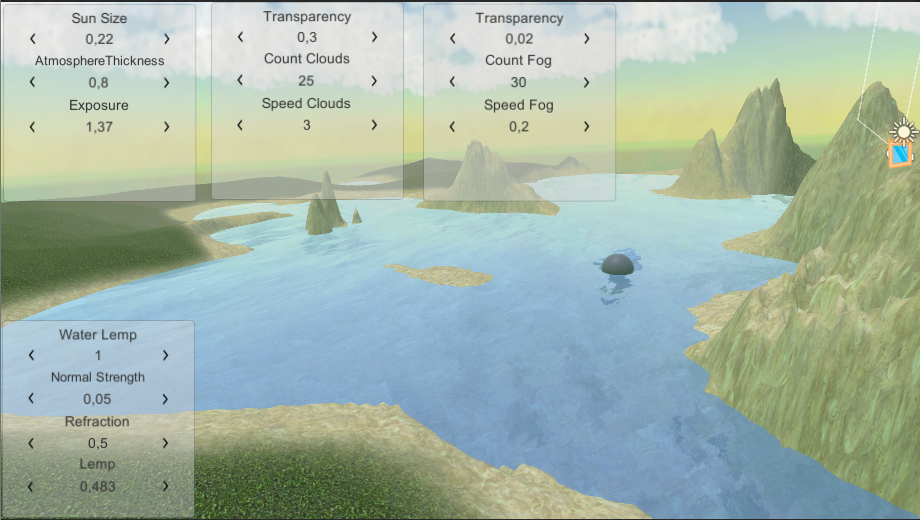 Sun Size
0,22
AtmosphereThickness
0,8
Exposure
1,37
Transparency
0,3
Count Clouds
25
Speed Clouds
3
Transparency
0,02
Count Fog
30
Speed Fog
0,2
Water Lemp
1
Normal Strength
0,05
Refraction
0,5
Lemp
0,483